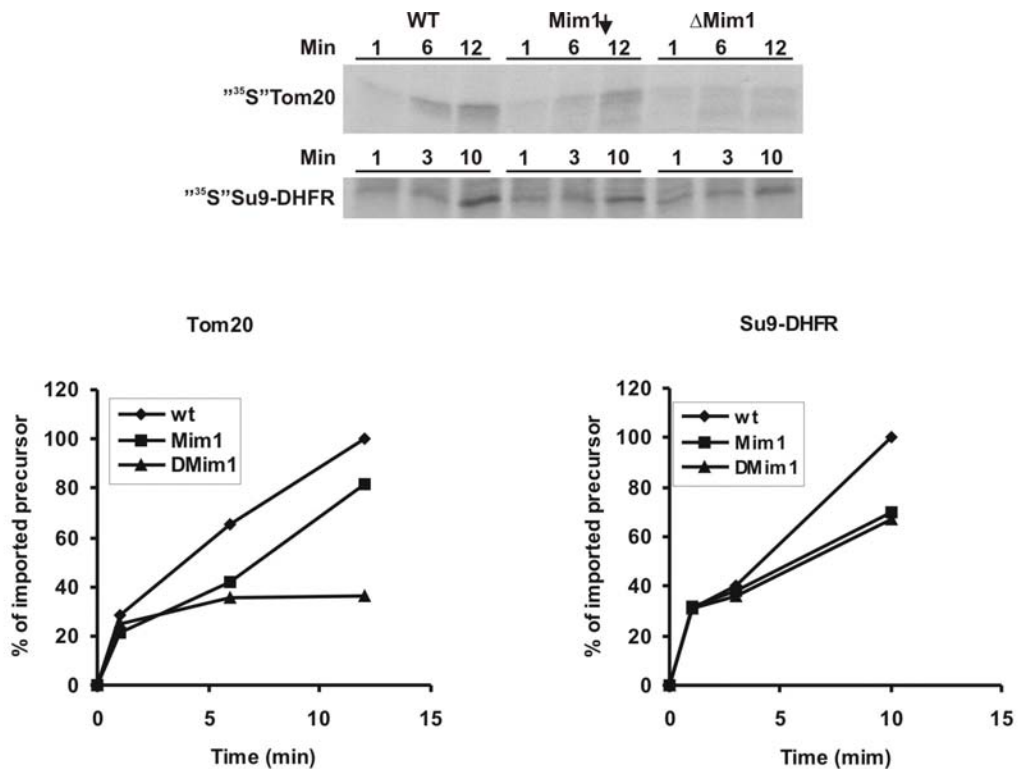 WT Mim1↓ ΔMim1
Min 1 6 12 1 6 12 1 6 12
”³⁵S”Tom20
Min 1 3 10 1 3 10 1 3 10
”³⁵S”Su9-DHFR
Tom20
% of imported precursor
120
100
80
60
40
20
0
wt
Mim1
DMim1
0 5 10 15
Time (min)
Su9-DHFR
% of imported precursor
120
100
80
60
40
20
0
wt
Mim1
DMim1
0 5 10 15
Time (mim)